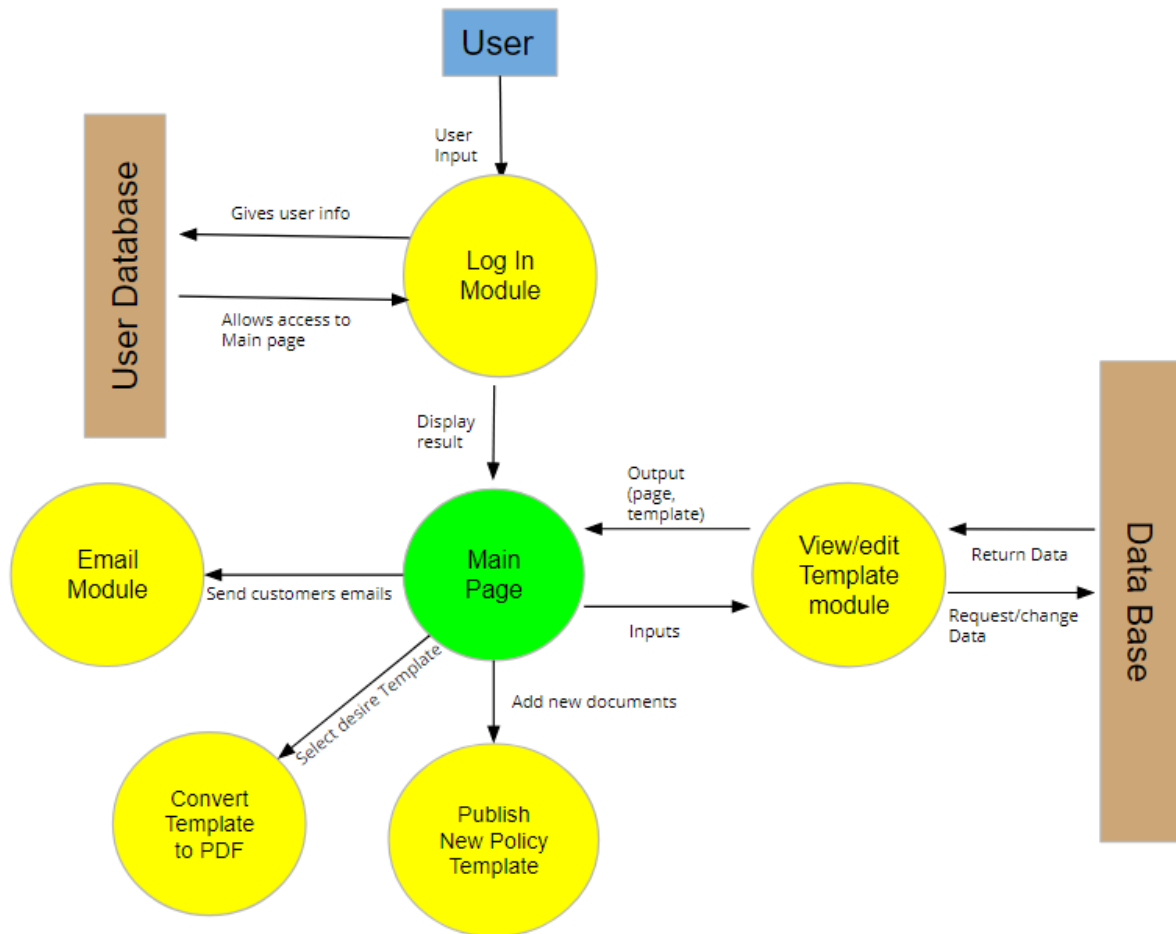 User
User
Input
User Database
Gives user info
Log In
Module
Allows access to
Main page
Display
result
Output
(page,
template)
Email
Module
Send customers emails
Main
Page
View/edit
Template
module
Return Data
Inputs
Request/change
Data
Data Base
Select desire Template
Add new documents
Convert
Template
to PDF
Publish
New Policy
Template